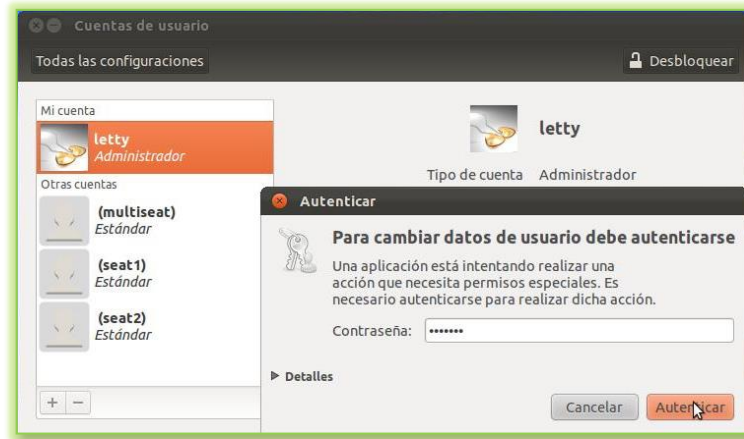 Cuentas de usuario
Todas las configuraciones
Desbloquear
Mi cuenta
letty
Administrador
Otras cuentas
(multiseat)
Estándar
(seat1)
Estándar
(seat2)
Estándar
+ −
letty
Tipo de cuenta Administrador
Autenticar
Para cambiar datos de usuario debe autenticarse
Una aplicación está intentando realizar una
acción que necesita permisos especiales. Es
necesario autenticarse para realizar dicha acción.
Contraseña: •••••••
Detalles
Cancelar Autenticar